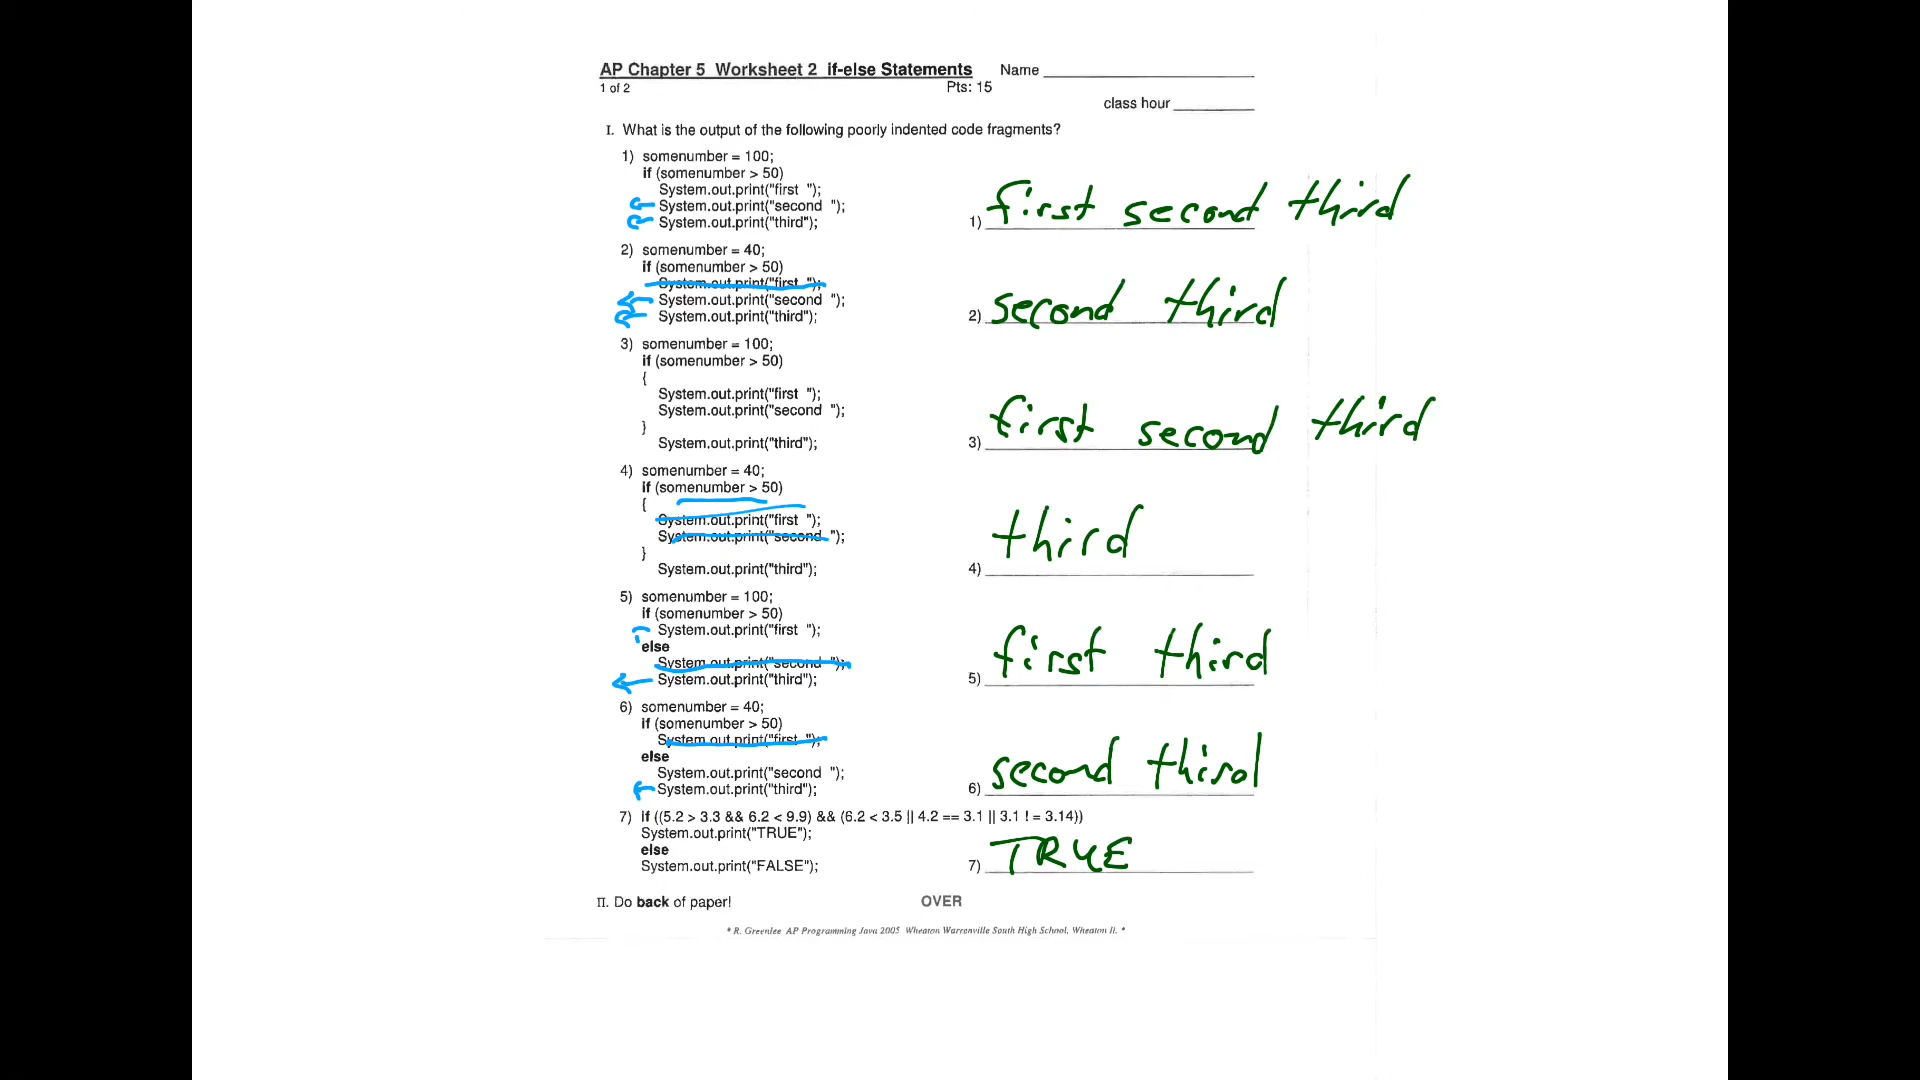 AP Chapter 5 Worksheet 2 if-else Statements Name
1 of 2 Pts: 15
class hour
I. What is the output of the following poorly indented code fragments?
1) somenumber = 100;
if (somenumber > 50)
System.out.print("first ");
System.out.print("second ");
System.out.print("third");
1) first second third
2) somenumber = 40;
if (somenumber > 50)
System.out.print("first ");
System.out.print("second ");
System.out.print("third");
2) second third
3) somenumber = 100;
if (somenumber > 50)
{
System.out.print("first ");
System.out.print("second ");
}
System.out.print("third");
3) first second third
4) somenumber = 40;
if (somenumber > 50)
{
System.out.print("first ");
System.out.print("second ");
}
System.out.print("third");
4) third
5) somenumber = 100;
if (somenumber > 50)
System.out.print("first ");
else
System.out.print("second ");
System.out.print("third");
5) first third
6) somenumber = 40;
if (somenumber > 50)
System.out.print("first ");
else
System.out.print("second ");
System.out.print("third");
6) second third
7) if ((5.2 > 3.3 && 6.2 < 9.9) && (6.2 < 3.5 || 4.2 == 3.1 || 3.1 ! = 3.14))
System.out.print("TRUE");
else
System.out.print("FALSE");
7) TRUE
II. Do back of paper! OVER
* R. Greenlee AP Programming Java 2005 Wheaton Warrenville South High School, Wheaton Il. *